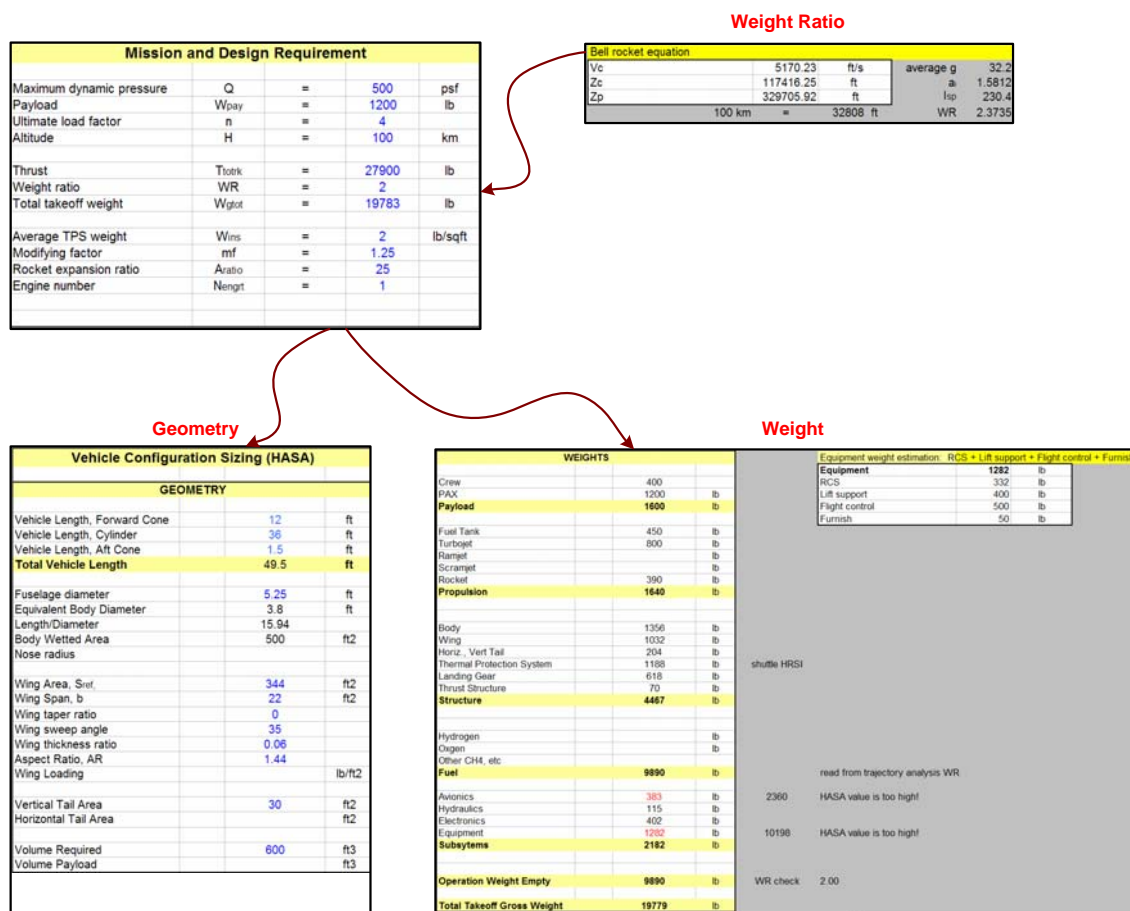 Weight Ratio
Mission and Design Requirement
Maximum dynamic pressure Q = 500 psf
Payload Wpay = 1200 lb
Ultimate load factor n = 4
Altitude H = 100 km
Thrust Ttotrk = 27900 lb
Weight ratio WR = 2
Total takeoff weight Wgtot = 19783 lb
Average TPS weight Wins = 2 lb/sqft
Modifying factor mf = 1.25
Rocket expansion ratio Aratio = 25
Engine number Nengrt = 1
Bell rocket equation
Vc 5170.23 ft/s average g 32.2
Zc 117416.25 ft a 1.5812
Zp 329705.92 ft Isp 230.4
100 km = 32808 ft WR 2.3735
Geometry
Vehicle Configuration Sizing (HASA)
GEOMETRY
Vehicle Length, Forward Cone 12 ft
Vehicle Length, Cylinder 36 ft
Vehicle Length, Aft Cone 1.5 ft
Total Vehicle Length 49.5 ft
Fuselage diameter 5.25 ft
Equivalent Body Diameter 3.8 ft
Length/Diameter 15.94
Body Wetted Area 500 ft2
Nose radius
Wing Area, Sref, 344 ft2
Wing Span, b 22 ft2
Wing taper ratio 0
Wing sweep angle 35
Wing thickness ratio 0.06
Aspect Ratio, AR 1.44
Wing Loading lb/ft2
Vertical Tail Area 30 ft2
Horizontal Tail Area ft2
Volume Required 600 ft3
Volume Payload ft3
Weight
WEIGHTS
Crew 400
PAX 1200 lb
Payload 1600 lb
Fuel Tank 450 lb
Turbojet 800 lb
Ramjet lb
Scramjet lb
Rocket 390 lb
Propulsion 1640 lb
Body 1356 lb
Wing 1032 lb
Horiz., Vert Tail 204 lb
Thermal Protection System 1188 lb shuttle HRSI
Landing Gear 618 lb
Thrust Structure 70 lb
Structure 4467 lb
Hydrogen lb
Oxgen lb
Other CH4, etc
Fuel 9890 lb read from trajectory analysis WR
Avionics 383 lb 2360 HASA value is too high!
Hydraulics 115 lb
Electronics 402 lb
Equipment 1282 lb 10198 HASA value is too high!
Subsytems 2182 lb
Operation Weight Empty 9890 lb WR check 2.00
Total Takeoff Gross Weight 19779 lb
Equipment weight estimation: RCS + Lift support + Flight control + Furnish
Equipment 1282 lb
RCS 332 lb
Lift support 400 lb
Flight control 500 lb
Furnish 50 lb